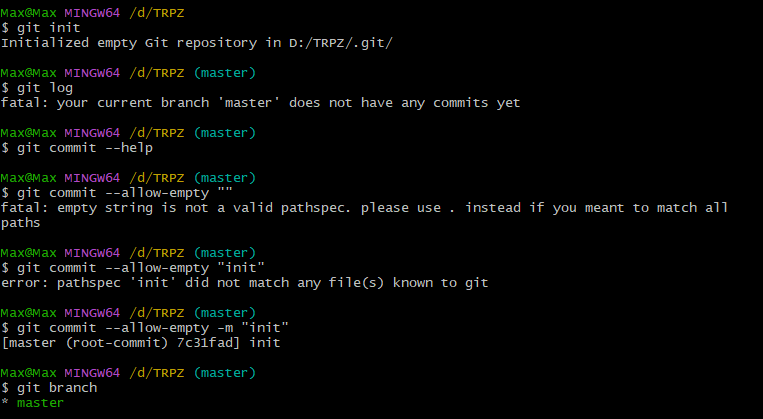 Max@Max MINGW64 /d/TRPZ
$ git init
Initialized empty Git repository in D:/TRPZ/.git/
Max@Max MINGW64 /d/TRPZ (master)
$ git log
fatal: your current branch 'master' does not have any commits yet
Max@Max MINGW64 /d/TRPZ (master)
$ git commit --help
Max@Max MINGW64 /d/TRPZ (master)
$ git commit --allow-empty ""
fatal: empty string is not a valid pathspec. please use . instead if you meant to match all
paths
Max@Max MINGW64 /d/TRPZ (master)
$ git commit --allow-empty "init"
error: pathspec 'init' did not match any file(s) known to git
Max@Max MINGW64 /d/TRPZ (master)
$ git commit --allow-empty -m "init"
[master (root-commit) 7c31fad] init
Max@Max MINGW64 /d/TRPZ (master)
$ git branch
* master